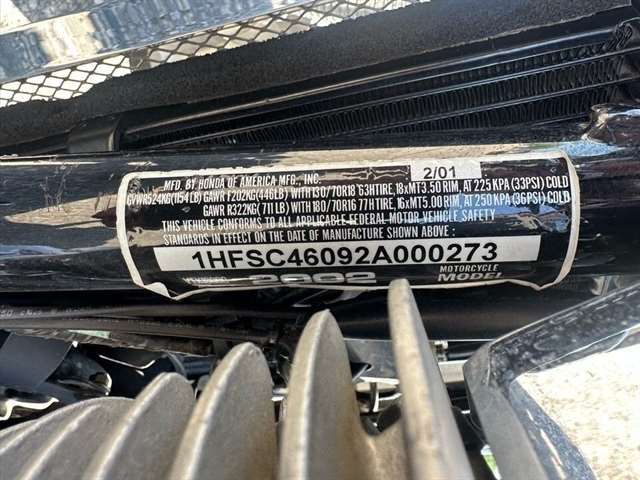 MFD. BY HONDA OF AMERICA MFG., INC. 2/01
GVWR524KG(1154LB) GAWR F202KG(446LB) WITH 130/70R18 63HTIRE, 18xMT3.50 RIM, AT 225 KPA (33PSI) COLD
GAWR R322KG(711LB) WITH 180/70R16 77H TIRE, 16xMT5.00 RIM, AT 250 KPA (36PSI) COLD
THIS VEHICLE CONFORMS TO ALL APPLICABLE FEDERAL MOTOR VEHICLE SAFETY
STANDARDS IN EFFECT ON THE DATE OF MANUFACTURE SHOWN ABOVE:
1HFSC46092A000273
2002 MOTORCYCLE
MODEL